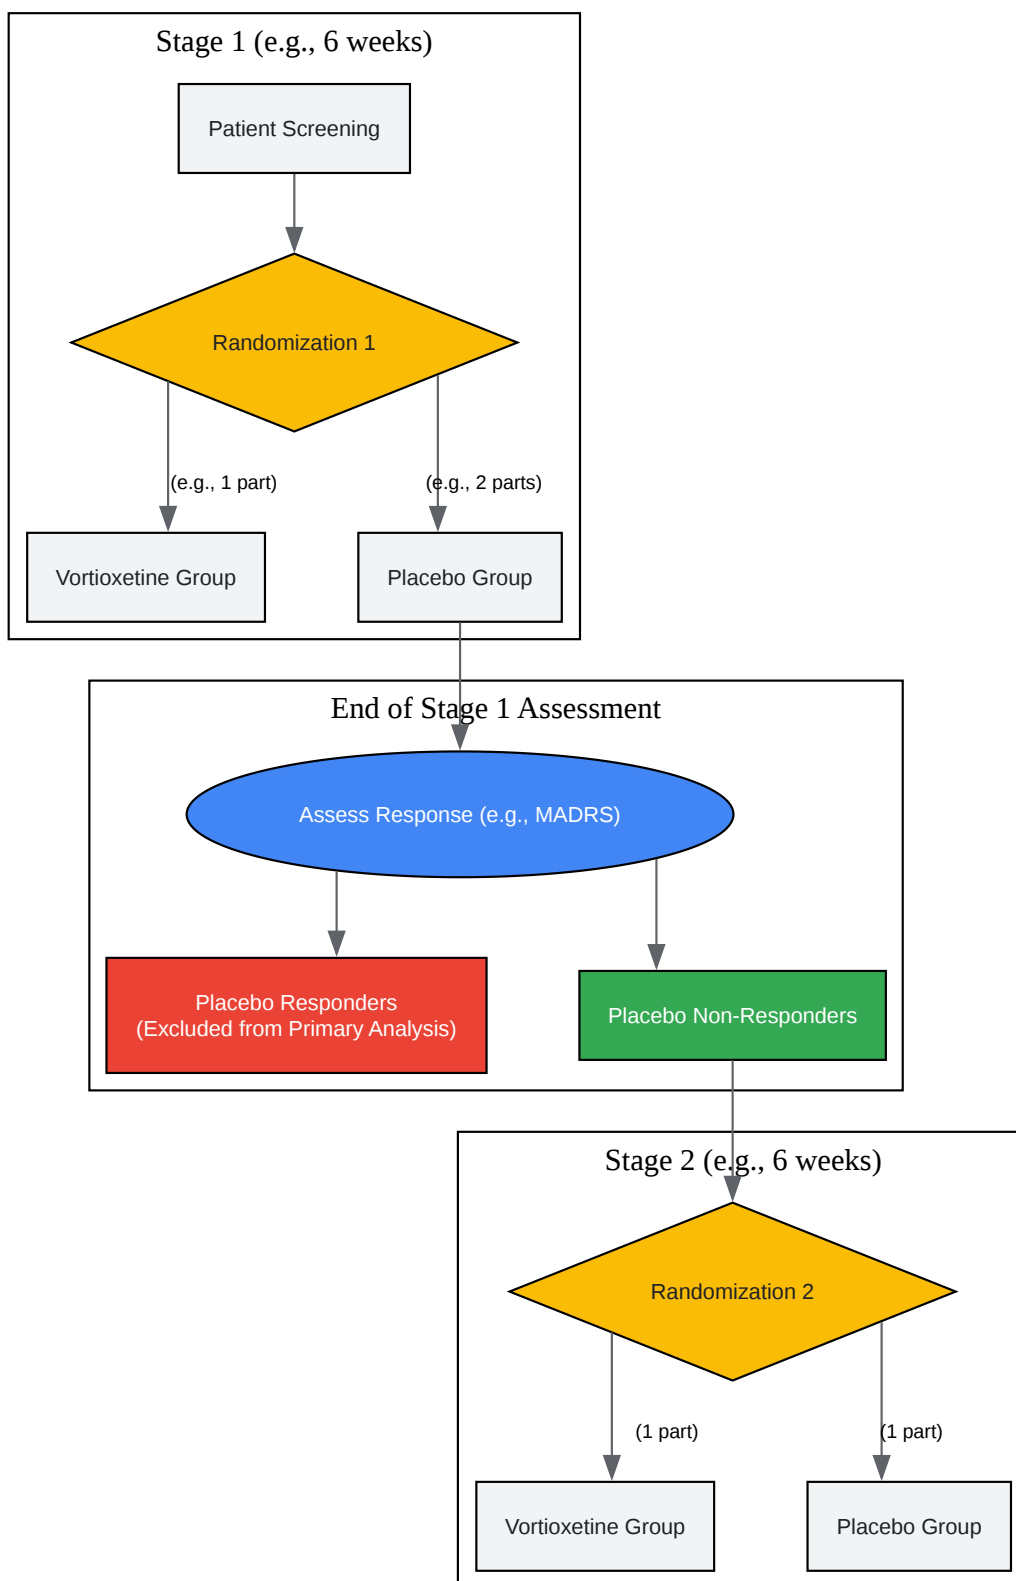 Stage 1 (e.g., 6 weeks)
Patient Screening
Randomization 1
(e.g., 1 part)
(e.g., 2 parts)
Vortioxetine Group
Placebo Group
End of Stage 1 Assessment
Assess Response (e.g., MADRS)
Placebo Responders
(Excluded from Primary Analysis)
Placebo Non-Responders
Stage 2 (e.g., 6 weeks)
Randomization 2
(1 part)
(1 part)
Vortioxetine Group
Placebo Group